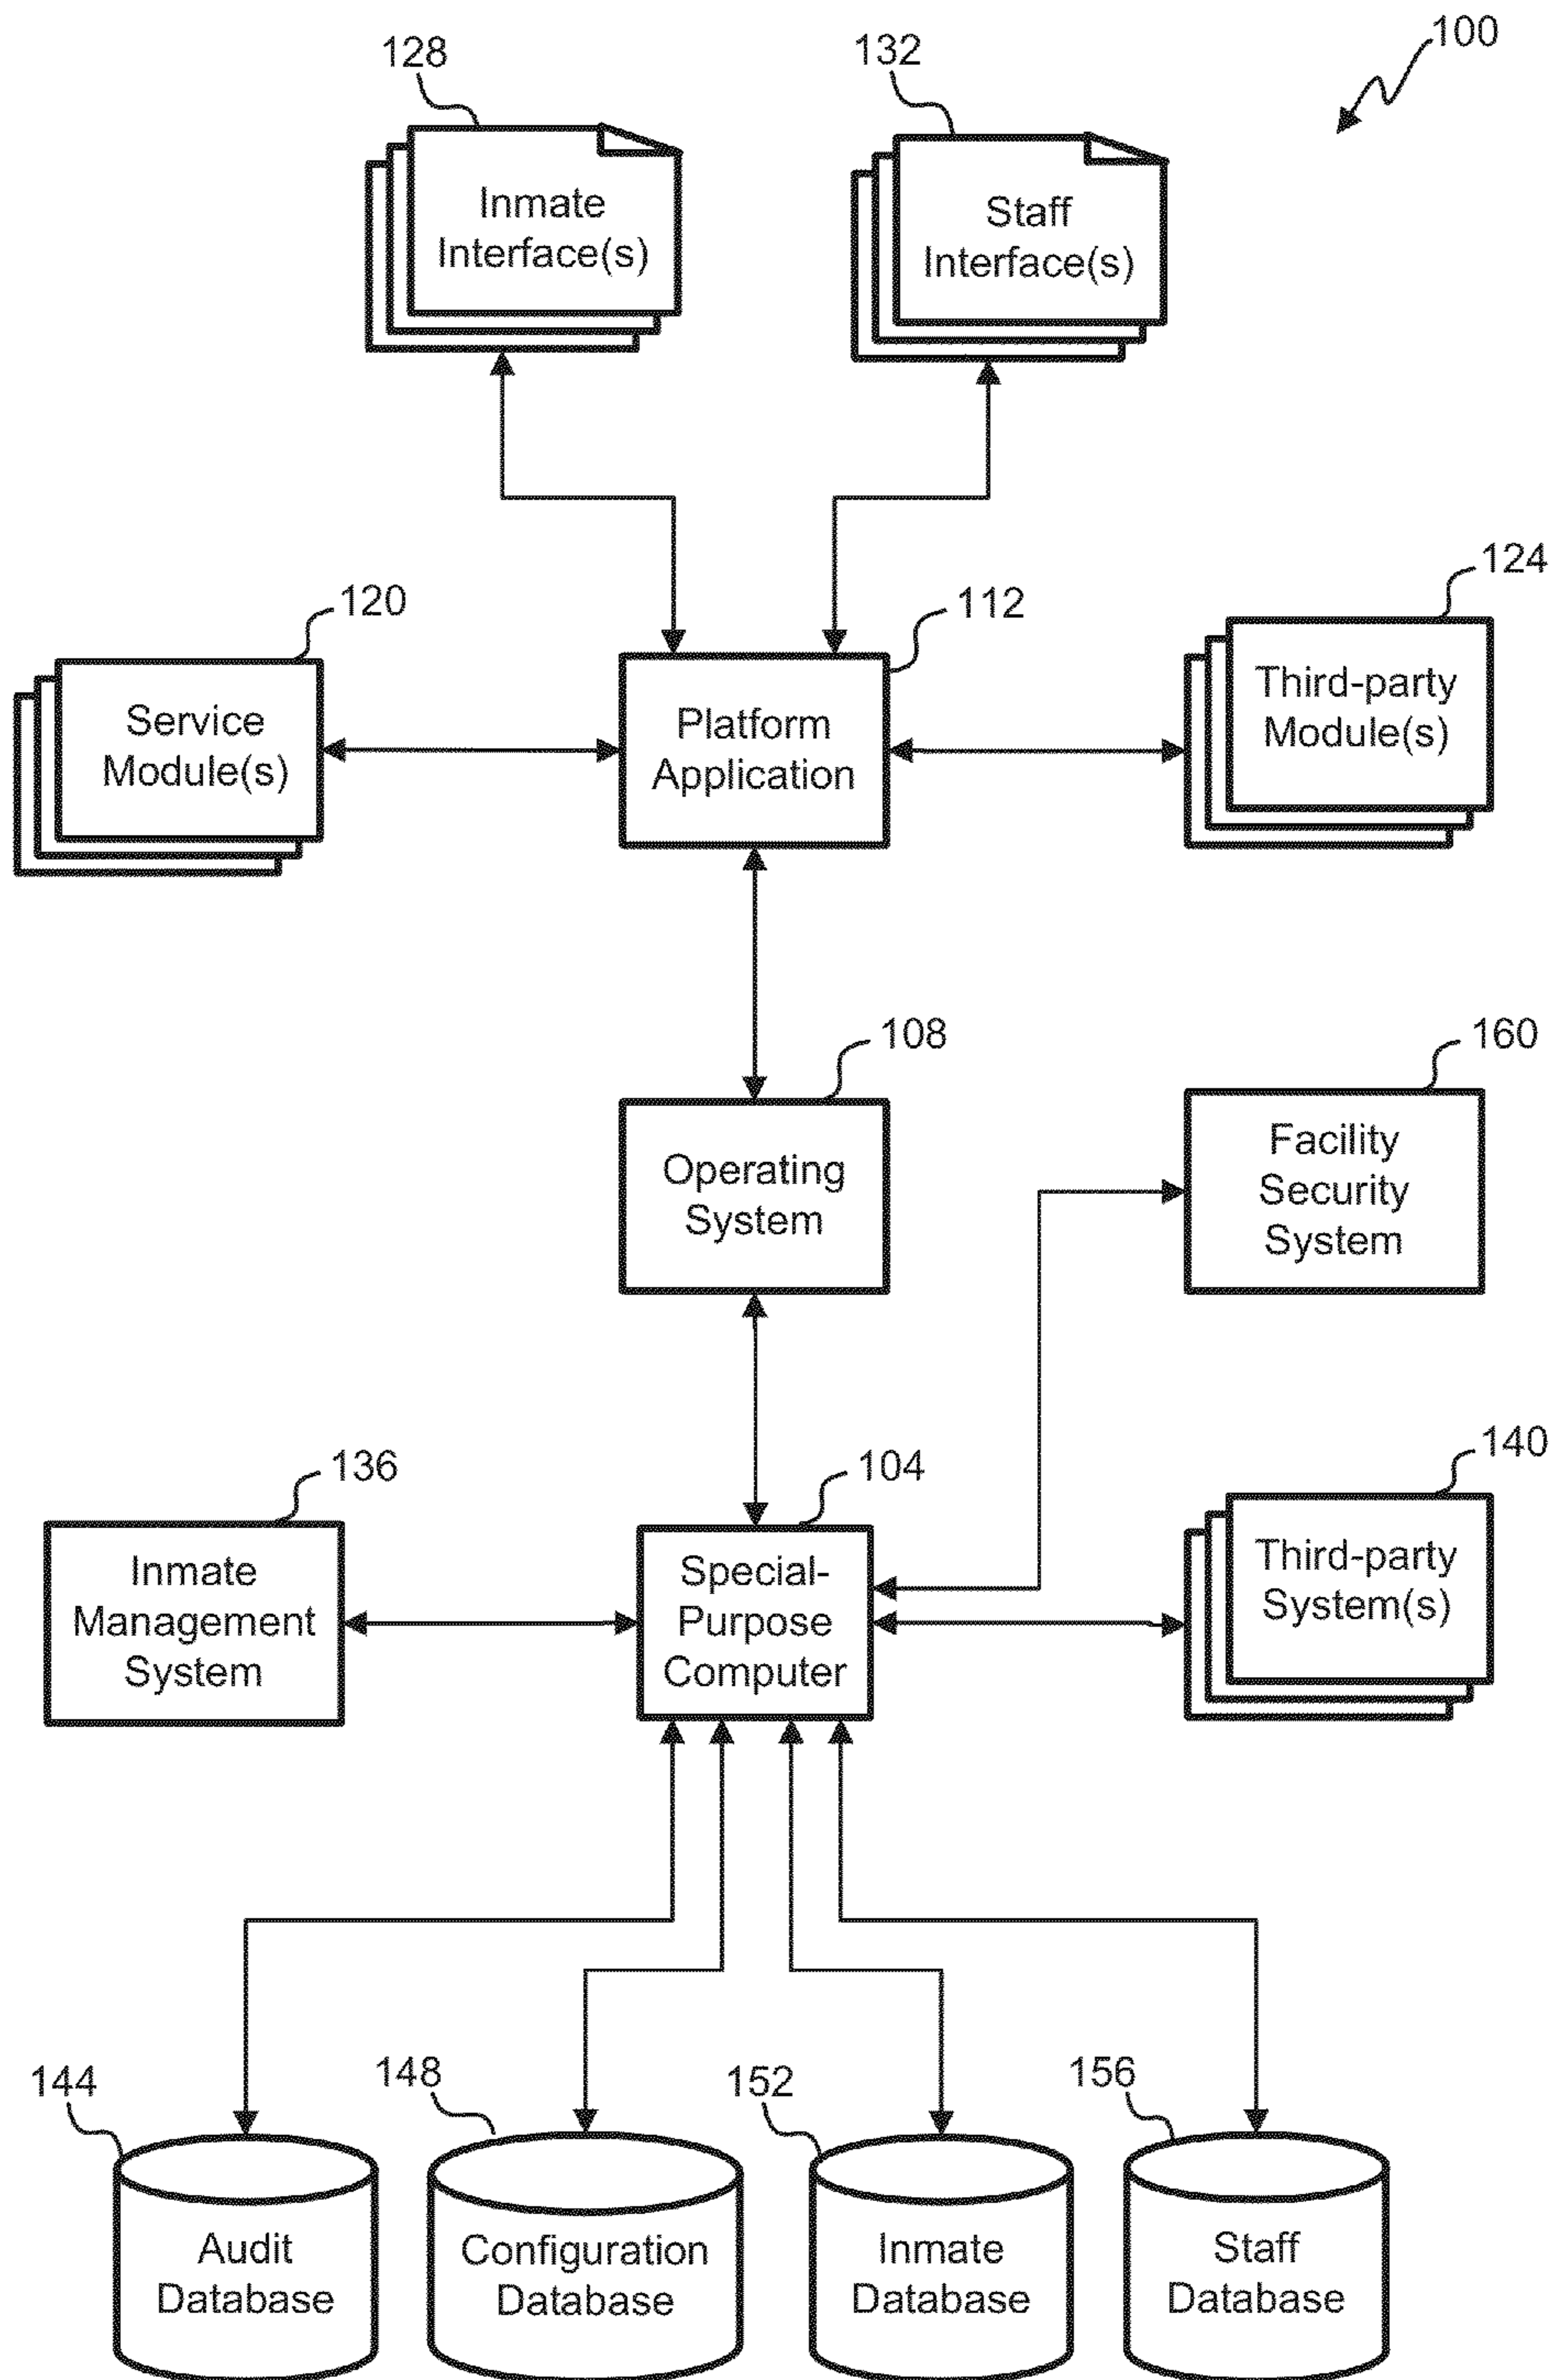 100
128
132
Inmate
Interface(s)
Staff
Interface(s)
120
112
124
Service
Module(s)
Platform
Application
Third-party
Module(s)
108
160
Operating
System
Facility
Security
System
136
104
140
Inmate
Management
System
Special-
Purpose
Computer
Third-party
System(s)
144
148
152
156
Audit
Database
Configuration
Database
Inmate
Database
Staff
Database